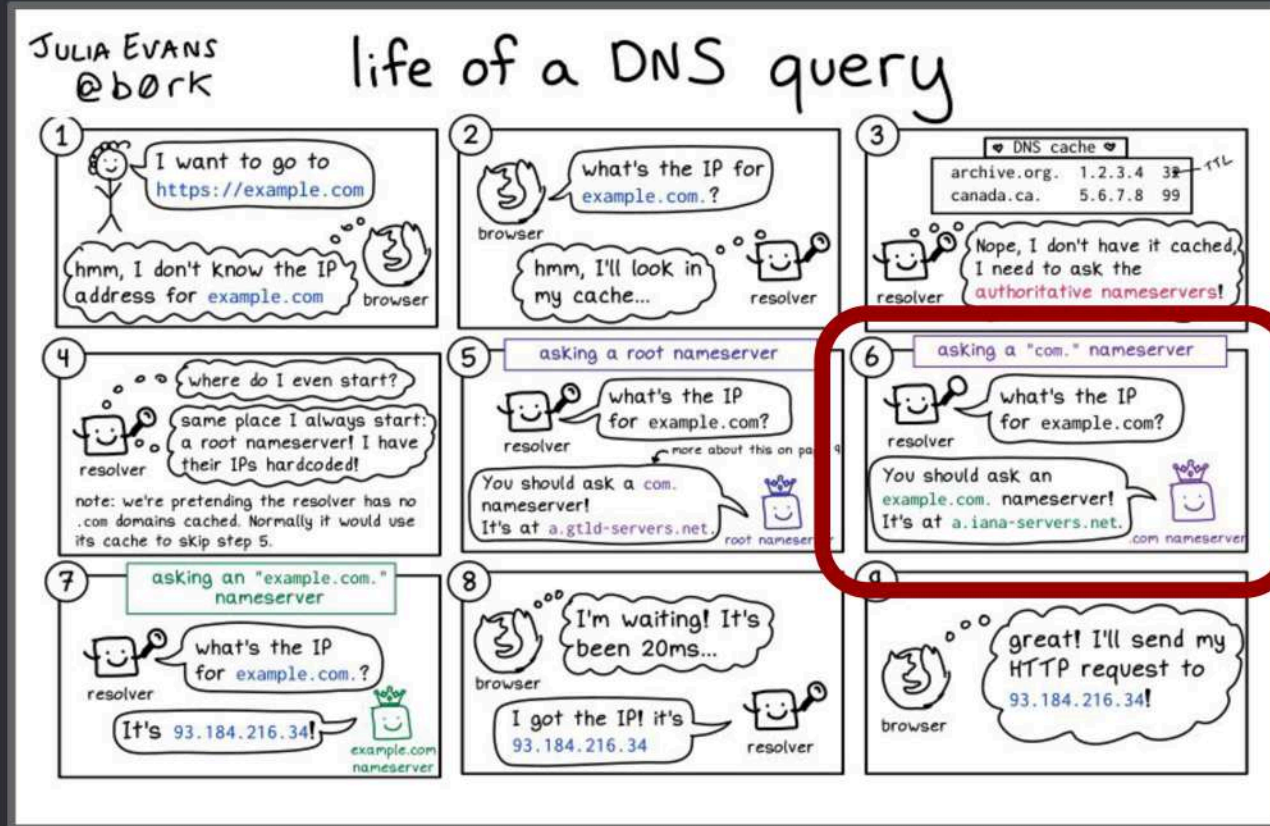 JULIA EVANS
@b0rk
life of a DNS query
1
I want to go to
https://example.com
hmm, I don't know the IP
address for example.com
browser
2
what's the IP for
example.com.?
browser
hmm, I'll look in
my cache...
resolver
3
♥ DNS cache ♥
archive.org. 1.2.3.4 32 TTL
canada.ca. 5.6.7.8 99
Nope, I don't have it cached,
I need to ask the
authoritative nameservers!
resolver
4
where do I even start?
same place I always start:
a root nameserver! I have
their IPs hardcoded!
resolver
note: we're pretending the resolver has no
.com domains cached. Normally it would use
its cache to skip step 5.
5
asking a root nameserver
what's the IP
for example.com?
resolver
more about this on 9
You should ask a com.
nameserver!
It's at a.gtld-servers.net.
root
6
asking a "com." nameserver
what's the IP
for example.com?
resolver
You should ask an
example.com. nameserver!
It's at a.iana-servers.net.
.com nameserver
7
asking an "example.com."
nameserver
what's the IP
for example.com.?
resolver
It's 93.184.216.34!
example.com
nameserver
8
I'm waiting! It's
been 20ms...
browser
I got the IP! it's
93.184.216.34
resolver
9
great! I'll send my
HTTP request to
93.184.216.34!
browser